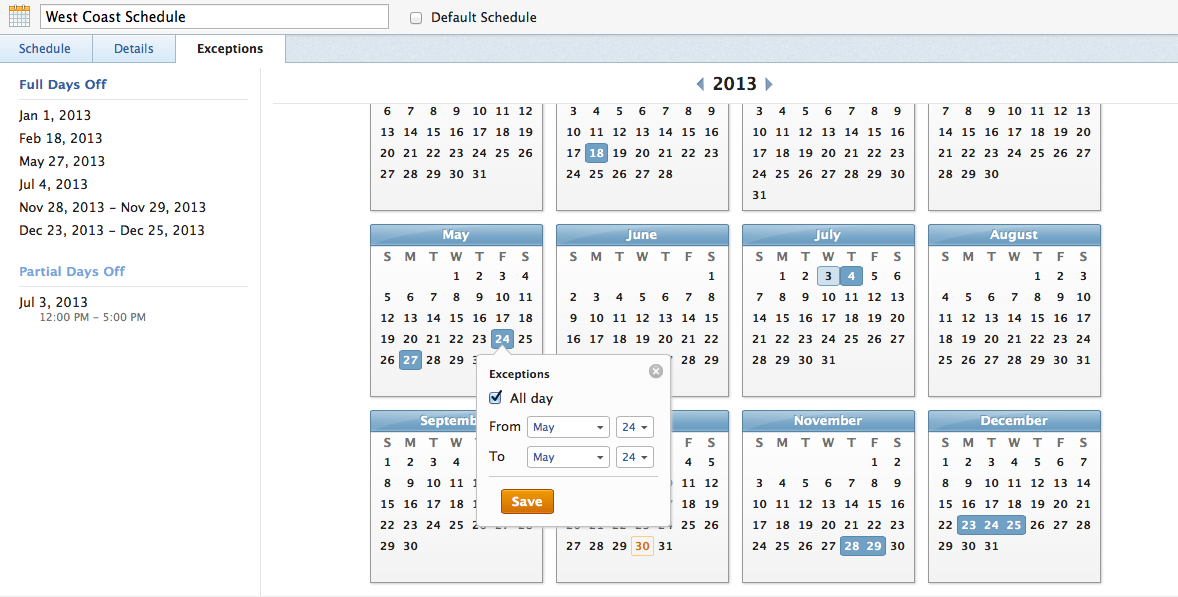 West Coast Schedule
Default Schedule
Schedule
Details
Exceptions
Full Days Off
Jan 1, 2013
Feb 18, 2013
May 27, 2013
Jul 4, 2013
Nov 28, 2013 – Nov 29, 2013
Dec 23, 2013 – Dec 25, 2013
Partial Days Off
Jul 3, 2013
12:00 PM – 5:00 PM
2013
6 7 8 9 10 11 12
13 14 15 16 17 18 19
20 21 22 23 24 25 26
27 28 29 30 31
3 4 5 6 7 8 9
10 11 12 13 14 15 16
17 18 19 20 21 22 23
24 25 26 27 28
3 4 5 6 7 8 9
10 11 12 13 14 15 16
17 18 19 20 21 22 23
24 25 26 27 28 29 30
31
7 8 9 10 11 12 13
14 15 16 17 18 19 20
21 22 23 24 25 26 27
28 29 30
May
S M T W T F S
1 2 3 4
5 6 7 8 9 10 11
12 13 14 15 16 17 18
19 20 21 22 23 24 25
26 27 28 29
June
S M T W T F S
1
2 3 4 5 6 7 8
9 10 11 12 13 14 15
16 17 18 19 20 21 22
28 29
July
S M T W T F S
1 2 3 4 5 6
7 8 9 10 11 12 13
14 15 16 17 18 19 20
21 22 23 24 25 26 27
28 29 30 31
August
S M T W T F S
1 2 3
4 5 6 7 8 9 10
11 12 13 14 15 16 17
18 19 20 21 22 23 24
25 26 27 28 29 30 31
Exceptions
All day
From May 24
To May 24
Save
Septemb
S M T W
1 2 3 4
8 9 10 11
15 16 17 18
22 23 24 25
29 30
F S
4 5
11 12
18 19
25 26
27 28 29 30 31
November
S M T W T F S
1 2
3 4 5 6 7 8 9
10 11 12 13 14 15 16
17 18 19 20 21 22 23
24 25 26 27 28 29 30
December
S M T W T F S
1 2 3 4 5 6 7
8 9 10 11 12 13 14
15 16 17 18 19 20 21
22 23 24 25 26 27 28
29 30 31